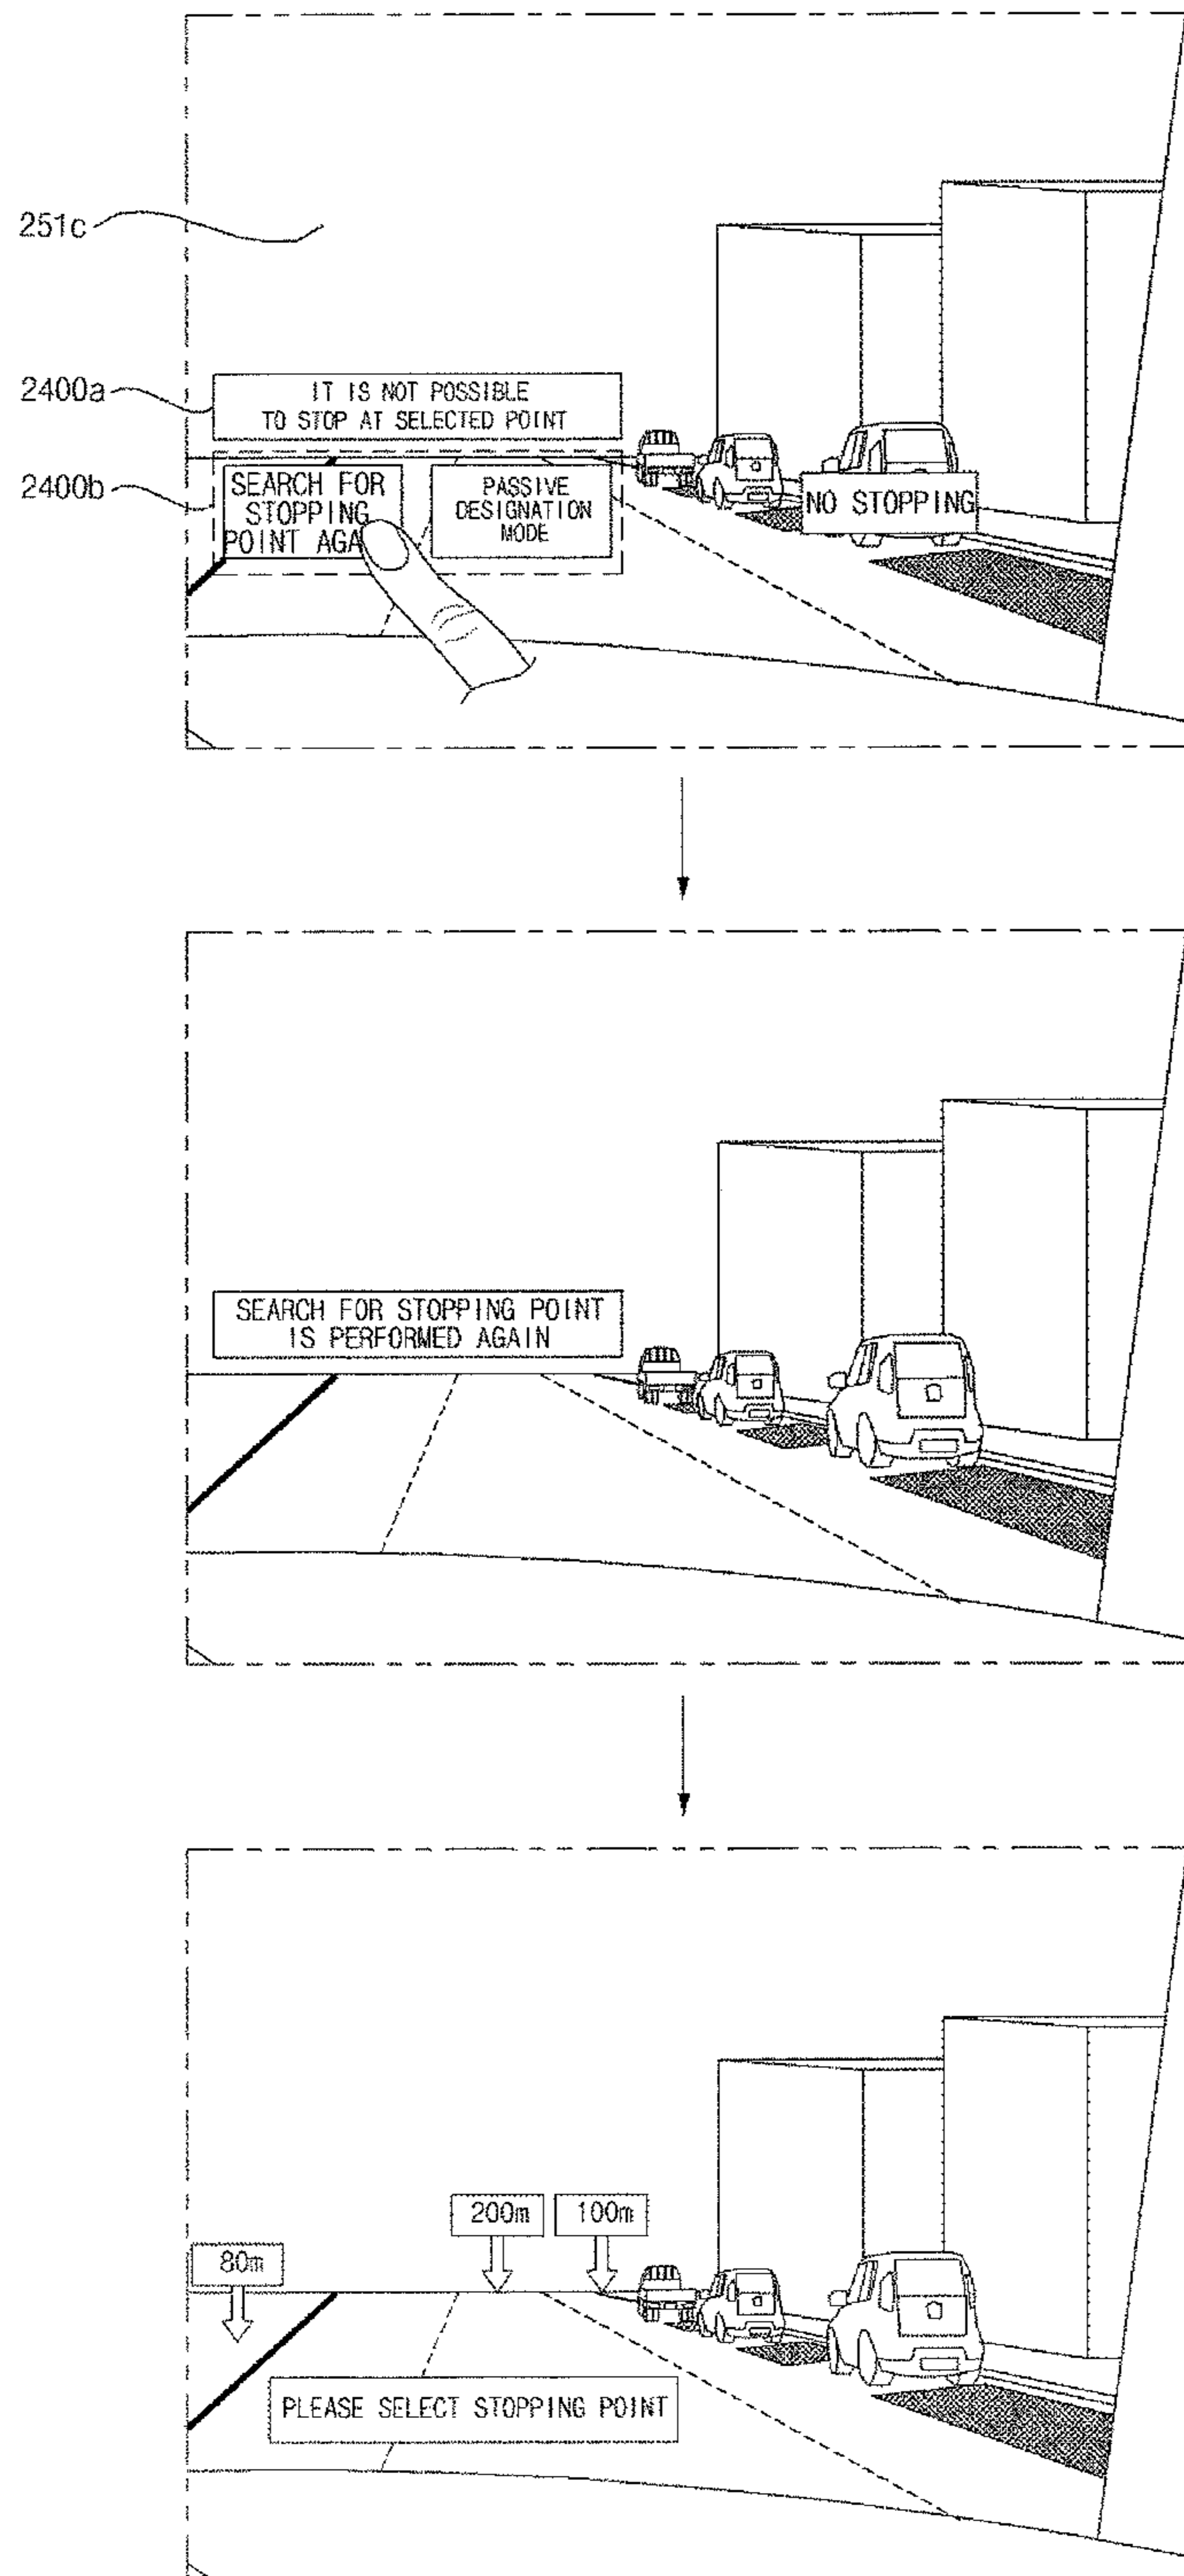 251c
2400a
IT IS NOT POSSIBLE
TO STOP AT SELECTED POINT
2400b
SEARCH FOR
STOPPING
POINT AGA
PASSIVE
DESIGNATION
MODE
NO STOPPING
SEARCH FOR STOPPING POINT
IS PERFORMED AGAIN
200m
100m
80m
PLEASE SELECT STOPPING POINT